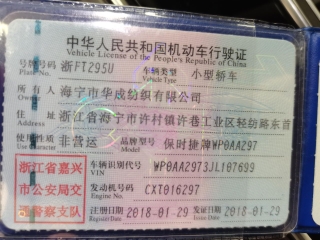 中华人民共和国机动车行驶证
Vehicle License of the People's Republic of China
号牌号码 浙FT295U 车辆类型 小型轿车
Plate No. Vehicle Type
所有人 海宁市华成纺织有限公司
Owner
住址 浙江省海宁市许村镇许巷工业区轻纺路东首
Address
使用性质 非营运 品牌型号 保时捷牌WP0AA297
Use Character Model
浙江省嘉兴
市公安局交
通警察支队
车辆识别代号 WP0AA2973JL107699
VIN
发动机号码 CXT016297
Engine No.
注册日期 2018-01-29 发证日期 2018-01-29
Register Date Issue Date